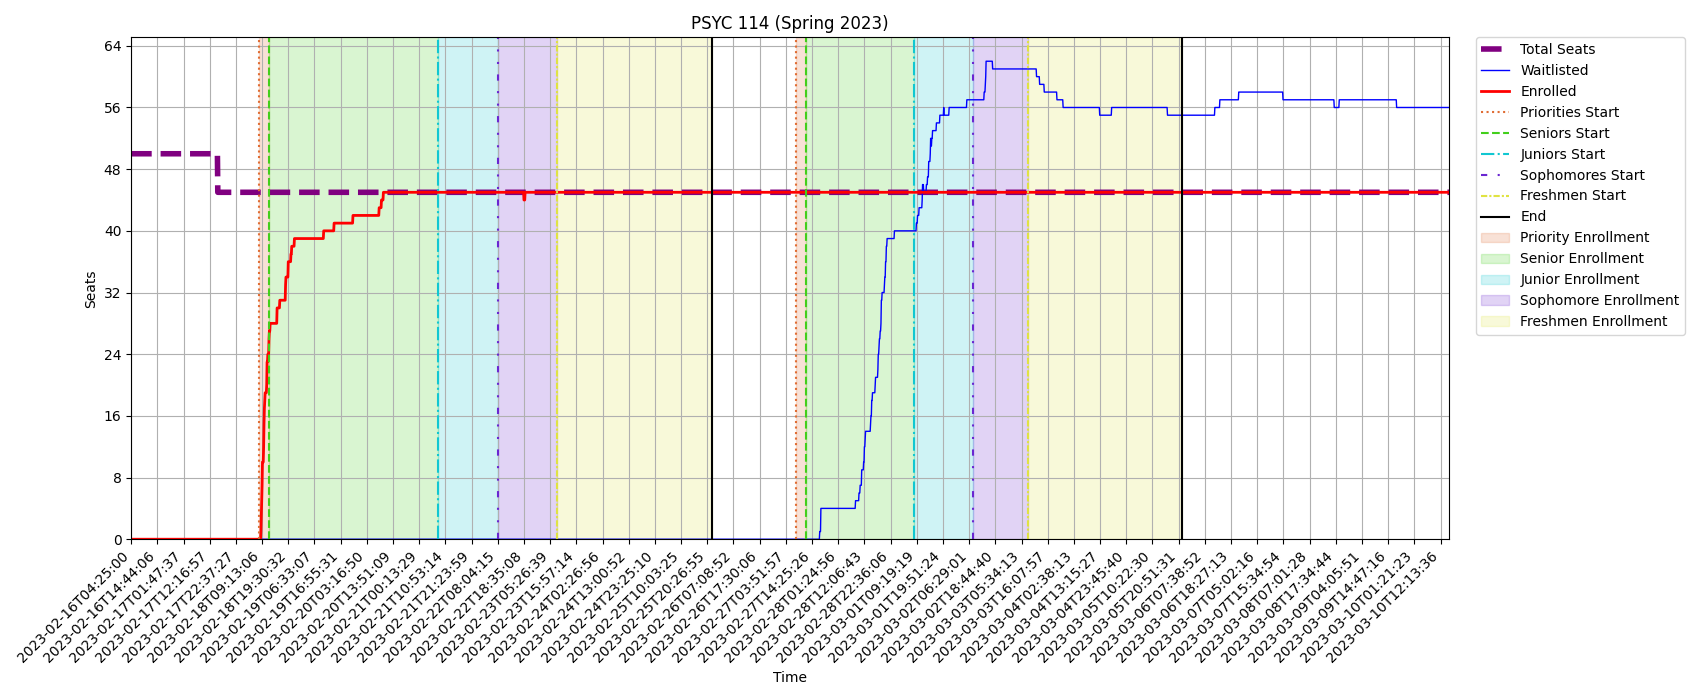 PSYC 114 (Spring 2023)
Seats
64
56
48
40
32
24
16
8
0
2023-02-16T04:25:00
2023-02-16T14:44:06
2023-02-17T01:47:37
2023-02-17T12:16:57
2023-02-17T22:37:27
2023-02-18T09:13:06
2023-02-18T19:30:32
2023-02-19T06:33:07
2023-02-19T16:55:31
2023-02-20T03:16:50
2023-02-20T13:51:09
2023-02-21T00:13:29
2023-02-21T10:53:14
2023-02-21T21:23:59
2023-02-22T08:04:15
2023-02-22T18:35:08
2023-02-23T05:26:39
2023-02-23T15:57:14
2023-02-24T02:26:56
2023-02-24T13:00:52
2023-02-24T23:25:10
2023-02-25T10:03:25
2023-02-25T20:26:55
2023-02-26T07:08:52
2023-02-26T17:30:06
2023-02-27T03:51:57
2023-02-27T14:25:26
2023-02-28T01:24:56
2023-02-28T12:06:43
2023-02-28T22:36:06
2023-03-01T09:19:19
2023-03-01T19:51:24
2023-03-02T06:29:01
2023-03-02T18:44:40
2023-03-03T05:34:13
2023-03-03T16:07:57
2023-03-04T02:38:13
2023-03-04T13:15:27
2023-03-04T23:45:40
2023-03-05T10:22:30
2023-03-05T20:51:31
2023-03-06T07:38:52
2023-03-06T18:27:13
2023-03-07T05:02:16
2023-03-07T15:34:54
2023-03-08T07:01:28
2023-03-08T17:34:44
2023-03-09T04:05:51
2023-03-09T14:47:16
2023-03-10T01:21:23
2023-03-10T12:13:36
Time
Total Seats
Waitlisted
Enrolled
Priorities Start
Seniors Start
Juniors Start
Sophomores Start
Freshmen Start
End
Priority Enrollment
Senior Enrollment
Junior Enrollment
Sophomore Enrollment
Freshmen Enrollment